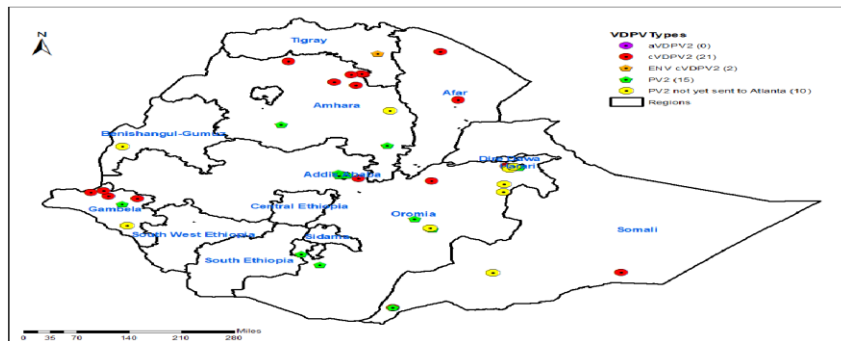 N
Tigray
Afar
Amhara
Benishangul-Gumuz
Dire Dawa
Harari
Addis Ababa
Gambela
Central Ethiopia
Oromia
South West Ethiopia
Sidama
Somali
South Ethiopia
VDPV Types
aVDPV2 (0)
cVDPV2 (21)
ENV cVDPV2 (2)
PV2 (15)
PV2 not yet sent to Atlanta (10)
Regions
Miles
0 35 70 140 210 280